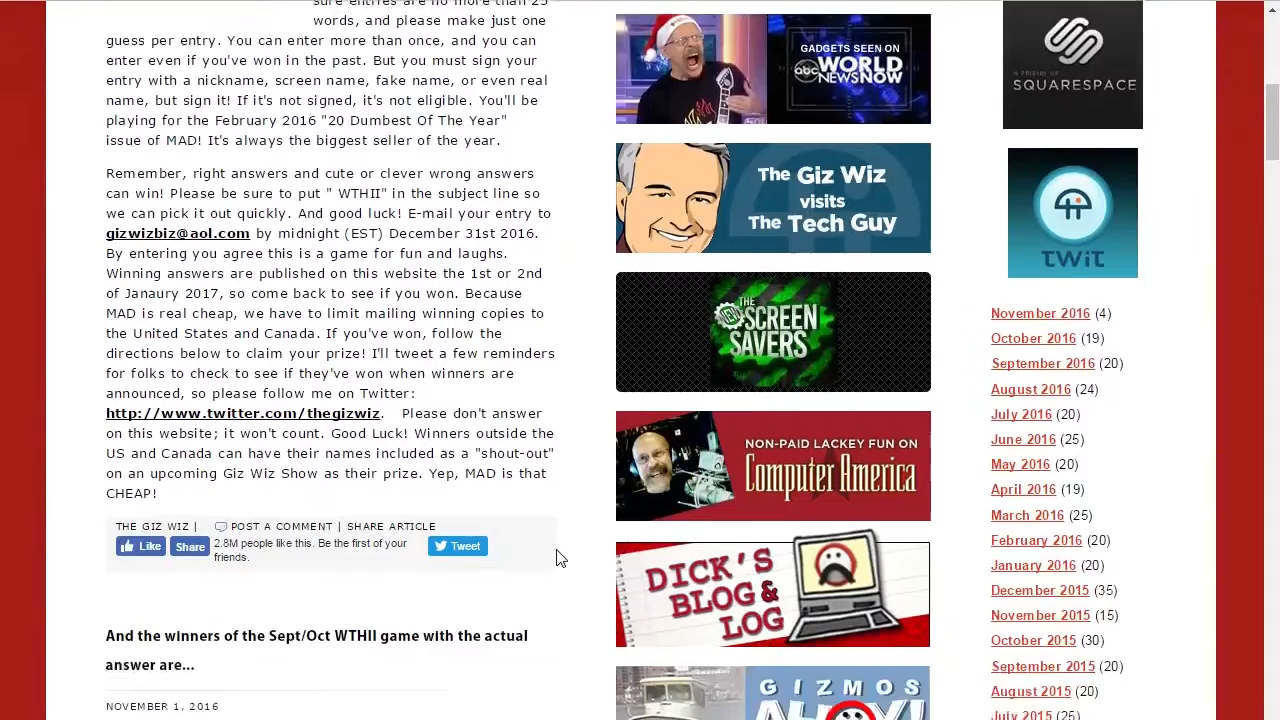 sure entries are no more than 25
words, and please make just one
guess per entry. You can enter more than once, and you can
enter even if you've won in the past. But you must sign your
entry with a nickname, screen name, fake name, or even real
name, but sign it! If it's not signed, it's not eligible. You'll be
playing for the February 2016 "20 Dumbest Of The Year"
issue of MAD! It's always the biggest seller of the year.
Remember, right answers and cute or clever wrong answers
can win! Please be sure to put " WTHII" in the subject line so
we can pick it out quickly. And good luck! E-mail your entry to
gizwizbiz@aol.com by midnight (EST) December 31st 2016.
By entering you agree this is a game for fun and laughs.
Winning answers are published on this website the 1st or 2nd
of Janaury 2017, so come back to see if you won. Because
MAD is real cheap, we have to limit mailing winning copies to
the United States and Canada. If you've won, follow the
directions below to claim your prize! I'll tweet a few reminders
for folks to check to see if they've won when winners are
announced, so please follow me on Twitter:
http://www.twitter.com/thegizwiz. Please don't answer
on this website; it won't count. Good Luck! Winners outside the
US and Canada can have their names included as a "shout-out"
on an upcoming Giz Wiz Show as their prize. Yep, MAD is that
CHEAP!
THE GIZ WIZ | POST A COMMENT | SHARE ARTICLE
Like Share 2.8M people like this. Be the first of your
friends.
Tweet
And the winners of the Sept/Oct WTHII game with the actual
answer are...
NOVEMBER 1, 2016
GADGETS SEEN ON
abc WORLD
NEWS NOW
The Giz Wiz
visits
The Tech Guy
THE
NEW
SCREEN
SAVERS
NON-PAID LACKEY FUN ON
Computer America
DICK'S
BLOG &
LOG
GIZMOS
AHOY!
A FRIEND OF
SQUARESPACE
TWiT
November 2016 (4)
October 2016 (19)
September 2016 (20)
August 2016 (24)
July 2016 (20)
June 2016 (25)
May 2016 (20)
April 2016 (19)
March 2016 (25)
February 2016 (20)
January 2016 (20)
December 2015 (35)
November 2015 (15)
October 2015 (30)
September 2015 (20)
August 2015 (20)
July 2015 (25)